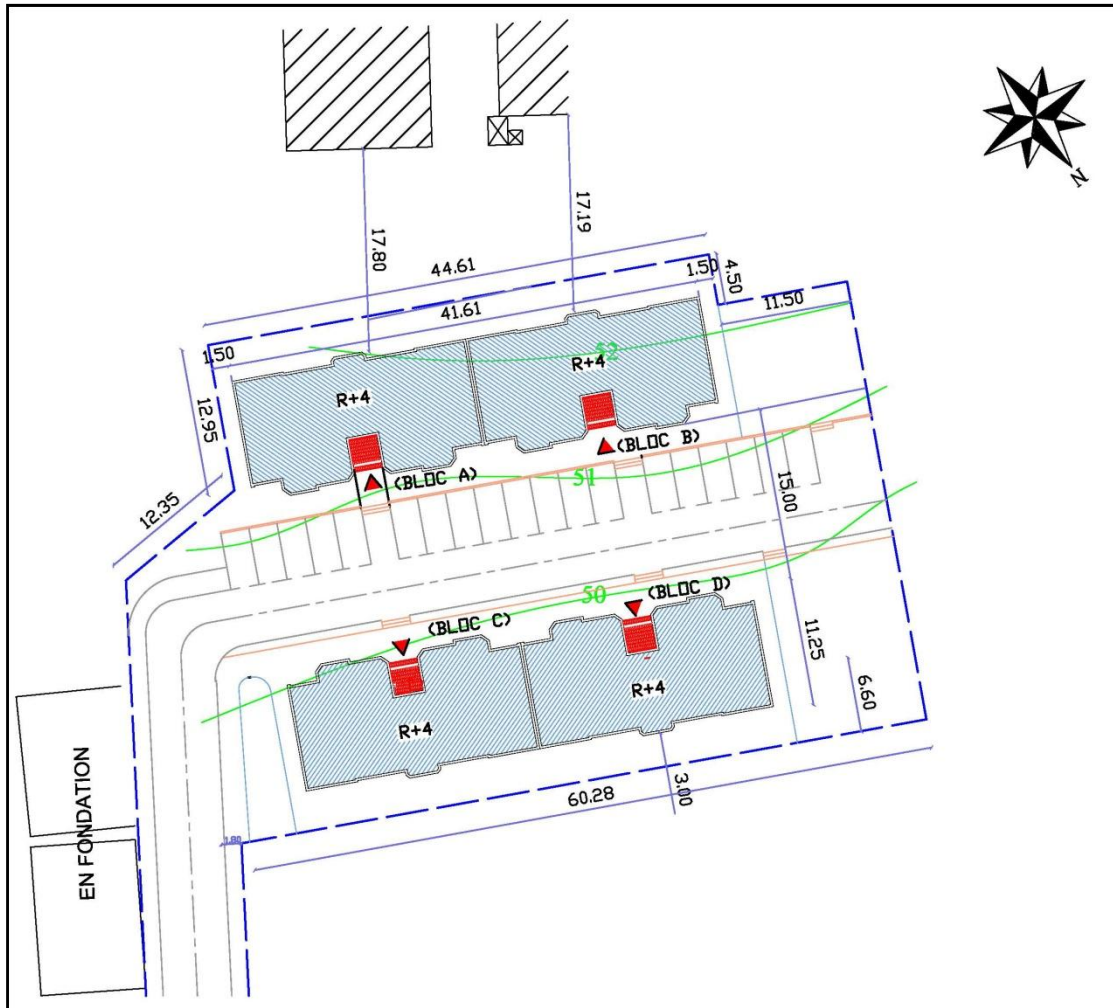 N
17.80
17.19
44.61
1.50
4.50
41.61
11.50
1.50
52
R+4
R+4
12.95
(BLOC B)
(BLOC A)
51
15.00
12.35
50
(BLOC D)
(BLOC C)
11.25
R+4
6.60
R+4
EN FONDATION
3.00
60.28
1.80